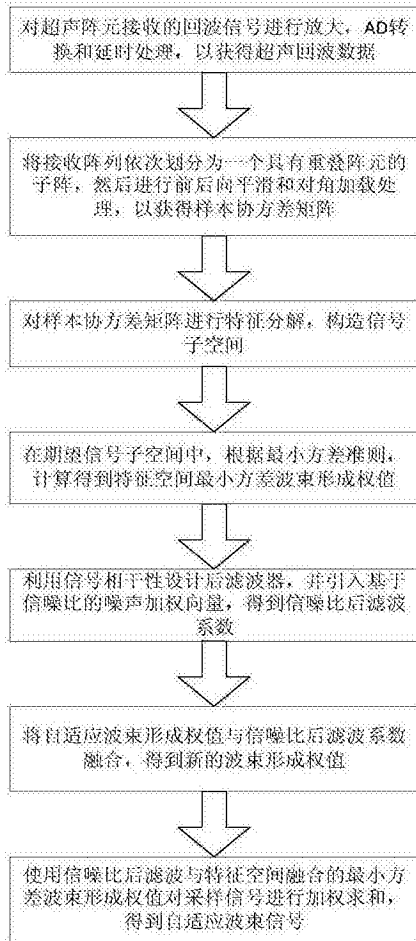 对超声阵元接收的回波信号进行放大，AD转
换和延时处理，以获得超声回波数据
将接收阵列依次划分为一个具有重叠阵元的
子阵，然后进行前后向平滑和对角加载处
理，以获得样本协方差矩阵
对样本协方差矩阵进行特征分解，构造信号
子空间
在期望信号子空间中，根据最小方差准则，
计算得到特征空间最小方差波束形成权值
利用信号相干性设计后滤波器，并引入基于
信噪比的噪声加权向量，得到信噪比后滤波
系数
将自适应波束形成权值与信噪比后滤波系数
融合，得到新的波束形成权值
使用信噪比后滤波与特征空间融合的最小方
差波束形成权值对采样信号进行加权求和，
得到自适应波束信号